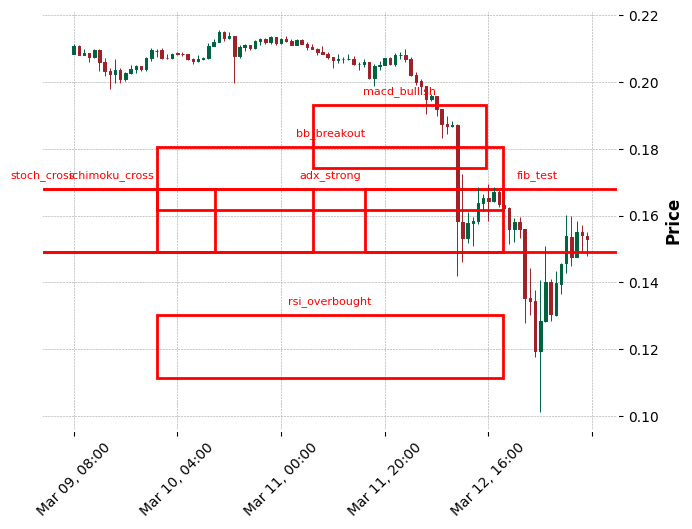 0.22
0.20
macd_bullish
bb_breakout
0.18
stoch_cross
ichimoku_cross
adx_strong
fib_test
0.16
Price
0.14
rsi_overbought
0.12
0.10
Mar 09, 08:00
Mar 10, 04:00
Mar 11, 00:00
Mar 11, 20:00
Mar 12, 16:00